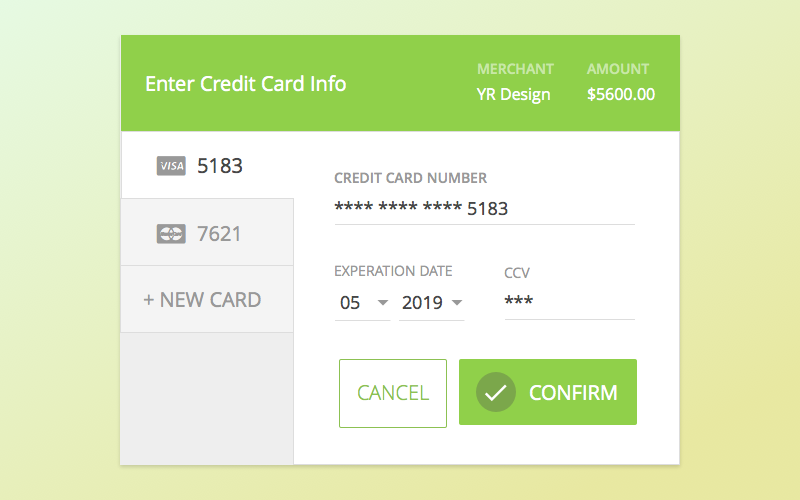 Enter Credit Card Info
MERCHANT
YR Design
AMOUNT
$5600.00
VISA 5183
7621
+ NEW CARD
CREDIT CARD NUMBER
**** **** **** 5183
EXPERATION DATE
05 2019
CCV
***
CANCEL
CONFIRM